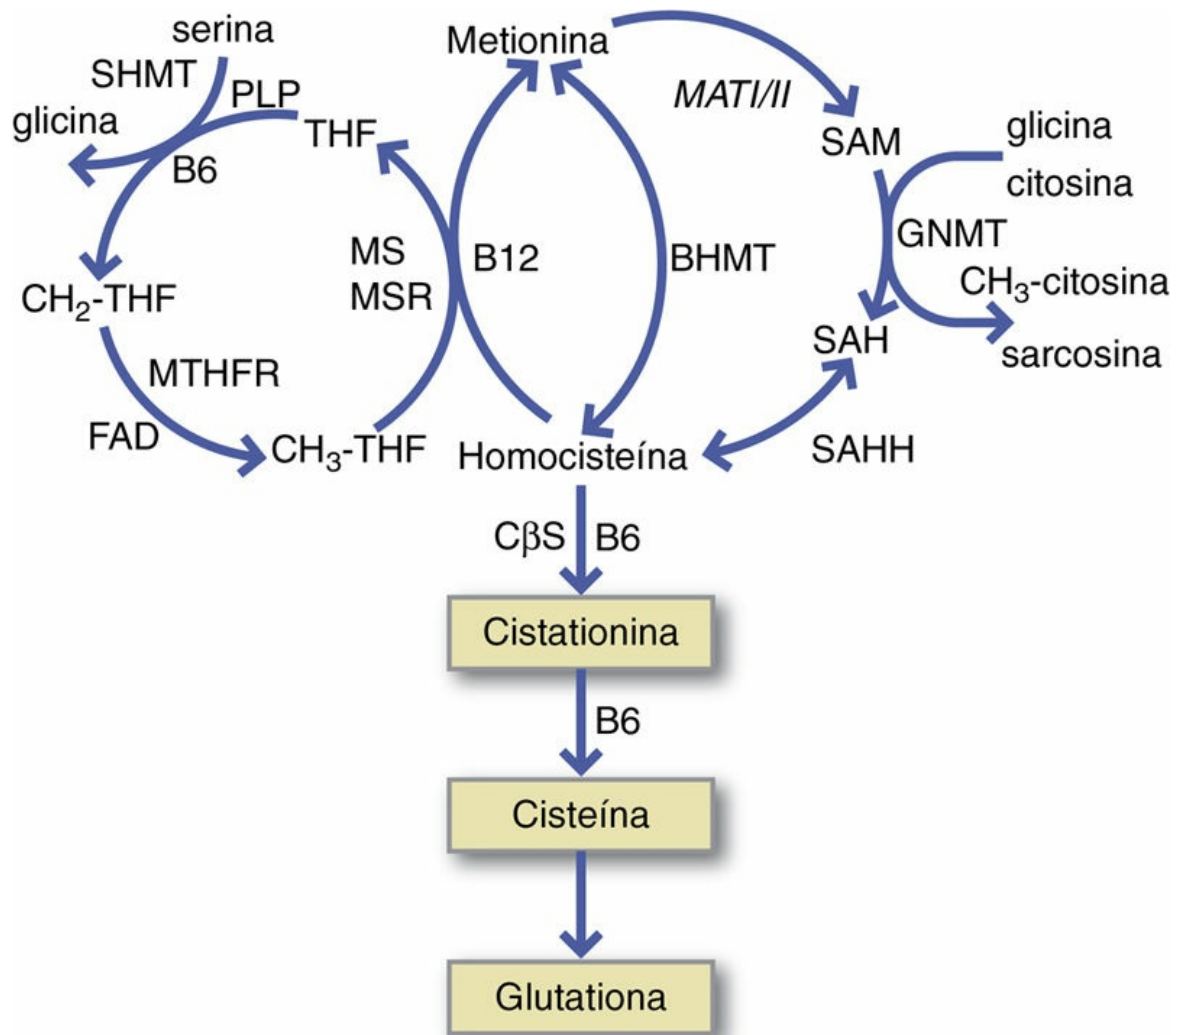 serina
SHMT
PLP
glicina
B6
THF
CH₂-THF
MTHFR
FAD
CH₃-THF
MS
MSR
B12
Metionina
BHMT
MATI/II
SAM
glicina
citosina
GNMT
CH₃-citosina
sarcosina
SAH
SAHH
Homocisteína
CβS
B6
Cistationina
B6
Cisteína
Glutationa